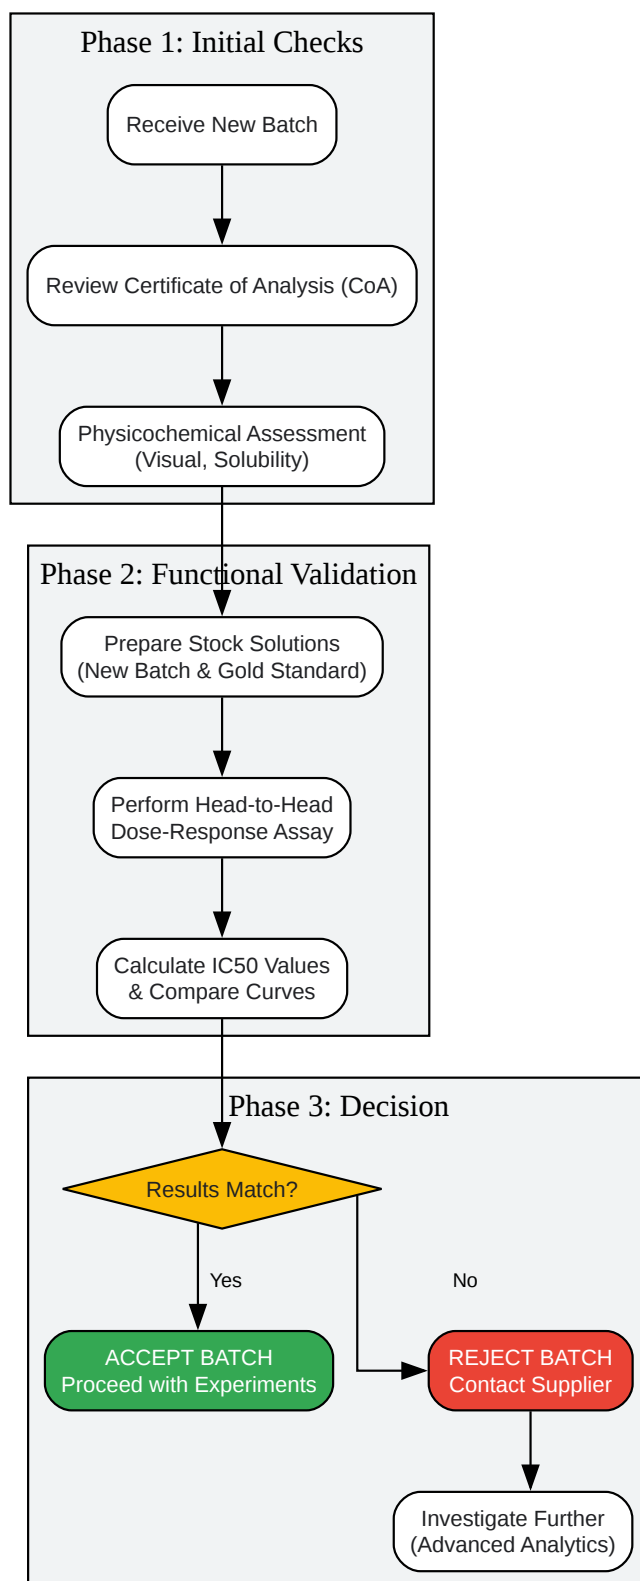 Phase 1: Initial Checks
Receive New Batch
Review Certificate of Analysis (CoA)
Physicochemical Assessment
(Visual, Solubility)
Phase 2: Functional Validation
Prepare Stock Solutions
(New Batch & Gold Standard)
Perform Head-to-Head
Dose-Response Assay
Calculate IC50 Values
& Compare Curves
Phase 3: Decision
Results Match?
Yes
No
ACCEPT BATCH
Proceed with Experiments
REJECT BATCH
Contact Supplier
Investigate Further
(Advanced Analytics)